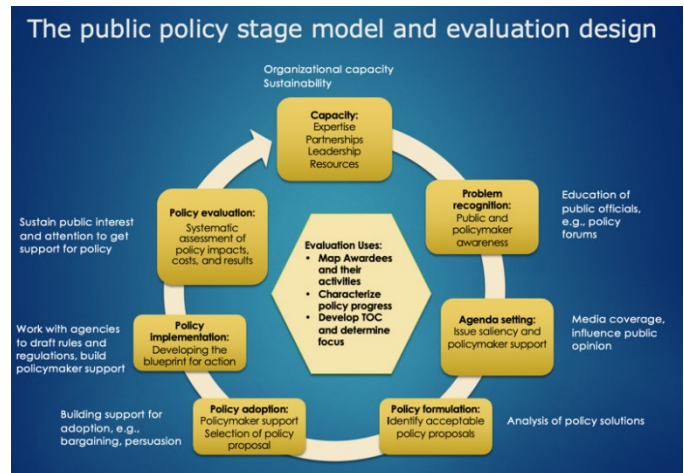 The public policy stage model and evaluation design
Organizational capacity
Sustainability
Capacity:
Expertise
Partnerships
Leadership
Resources
Problem
recognition:
Public and
policymaker
awareness
Education of
public officials,
e.g., policy
forums
Agenda setting:
Issue saliency and
policymaker support
Media coverage,
influence public
opinion
Policy formulation:
Identify acceptable
policy proposals
Analysis of policy solutions
Policy adoption:
Policymaker support
Selection of policy
proposal
Building support for
adoption, e.g.,
bargaining, persuasion
Policy
implementation:
Developing the
blueprint for action
Work with agencies
to draft rules and
regulations, build
policymaker support
Policy evaluation:
Systematic
assessment of
policy impacts,
costs, and results
Sustain public interest
and attention to get
support for policy
Evaluation Uses:
• Map Awardees
and their
activities
• Characterize
policy progress
• Develop TOC
and determine
focus